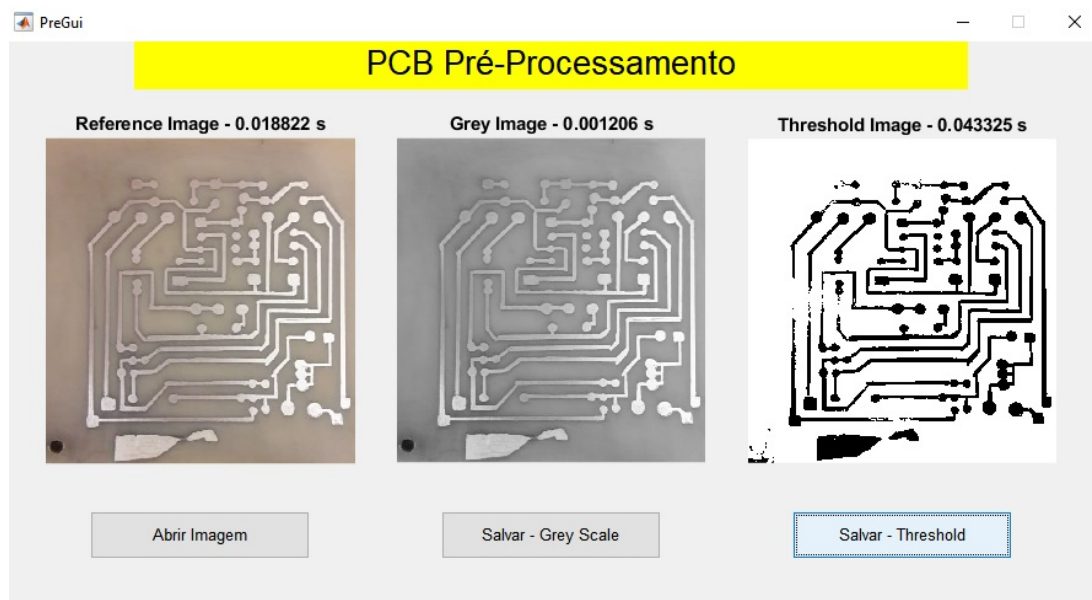 PreGui
PCB Pré-Processamento
Reference Image - 0.018822 s
Grey Image - 0.001206 s
Threshold Image - 0.043325 s
Abrir Imagem
Salvar - Grey Scale
Salvar - Threshold